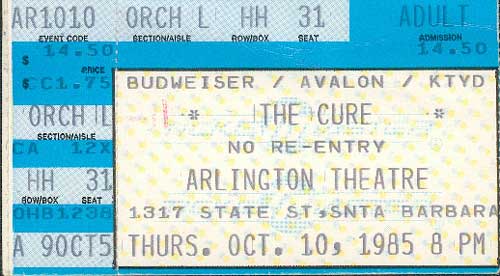 AR1010 ORCH L HH 31 ADULT
EVENT CODE SECTION/AISLE ROW/BOX SEAT ADMISSION
$ 14.50 14.50
PRICE
CC1.75
BUDWEISER / AVALON / KTYD
ORCH L * THE CURE *
SECTION/AISLE
CA 12X NO RE-ENTRY
HH 31 ARLINGTON THEATRE
ROW/BOX SEAT
OHB1238 1317 STATE ST,SNTA BARBARA
A 90CT5 THURS. OCT. 10, 1985 8 PM